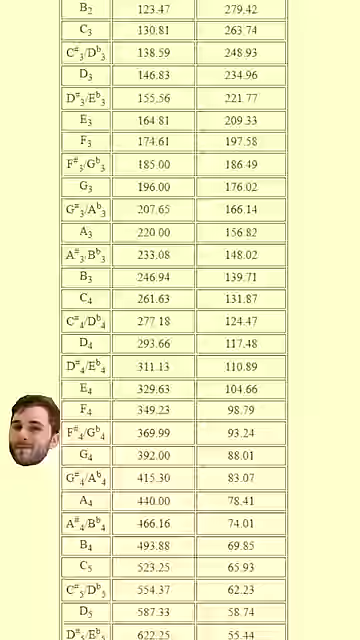 B2 123.47 279.42
C3 130.81 263.74
C#3/Db3 138.59 248.93
D3 146.83 234.96
D#3/Eb3 155.56 221.77
E3 164.81 209.33
F3 174.61 197.58
F#3/Gb3 185.00 186.49
G3 196.00 176.02
G#3/Ab3 207.65 166.14
A3 220.00 156.82
A#3/Bb3 233.08 148.02
B3 246.94 139.71
C4 261.63 131.87
C#4/Db4 277.18 124.47
D4 293.66 117.48
D#4/Eb4 311.13 110.89
E4 329.63 104.66
F4 349.23 98.79
F#4/Gb4 369.99 93.24
G4 392.00 88.01
G#4/Ab4 415.30 83.07
A4 440.00 78.41
A#4/Bb4 466.16 74.01
B4 493.88 69.85
C5 523.25 65.93
C#5/Db5 554.37 62.23
D5 587.33 58.74
D#5/Eb5 622.25 55.44